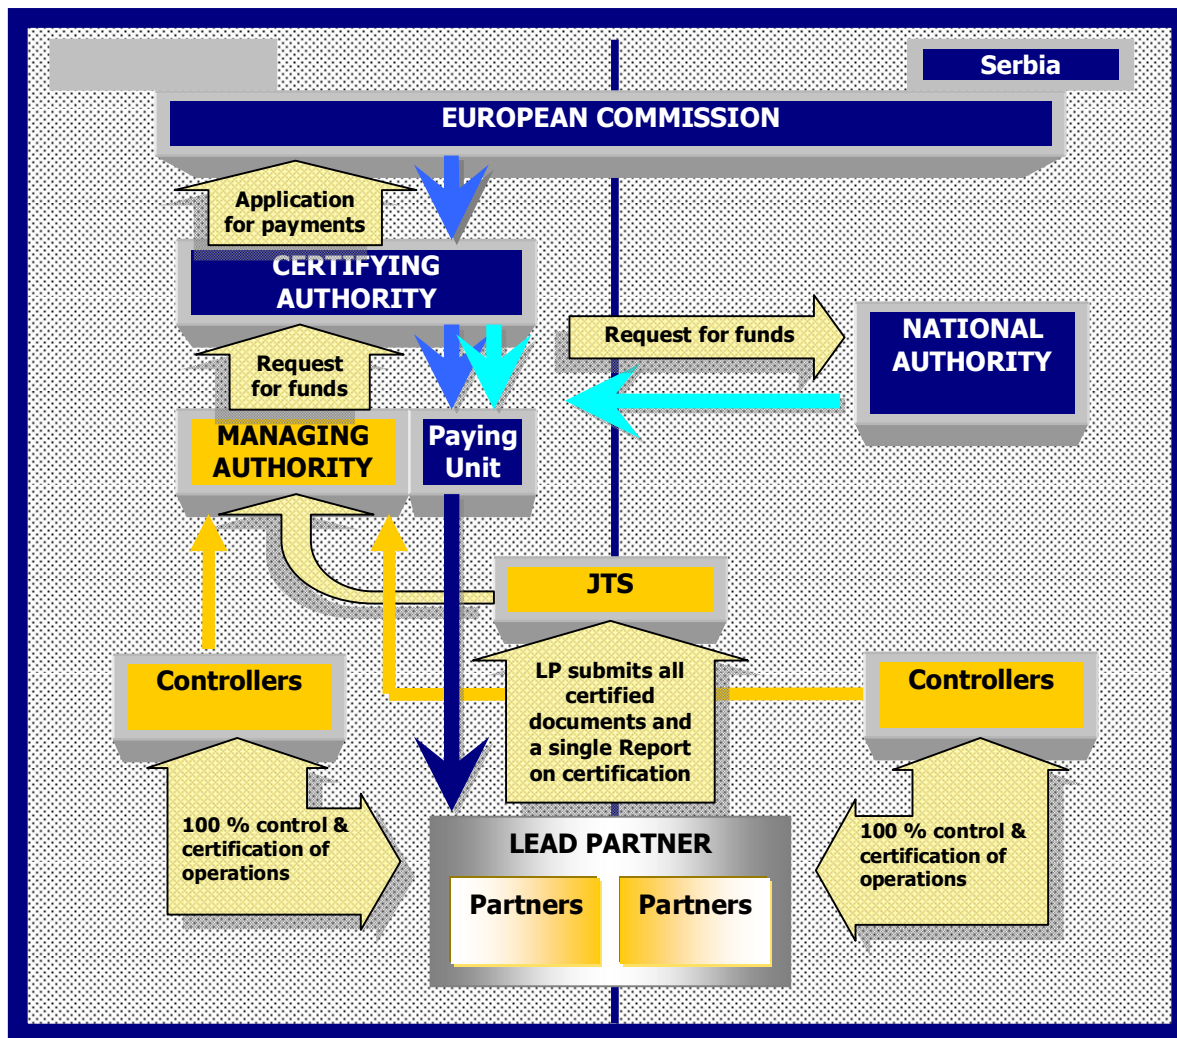 Serbia
EUROPEAN COMMISSION
Application
for payments
CERTIFYING
AUTHORITY
Request for funds
NATIONAL
AUTHORITY
Request
for funds
MANAGING
AUTHORITY
Paying
Unit
JTS
LP submits all
certified
documents and
a single Report
on certification
Controllers
Controllers
100 % control &
certification of
operations
LEAD PARTNER
Partners
Partners
100 % control &
certification of
operations